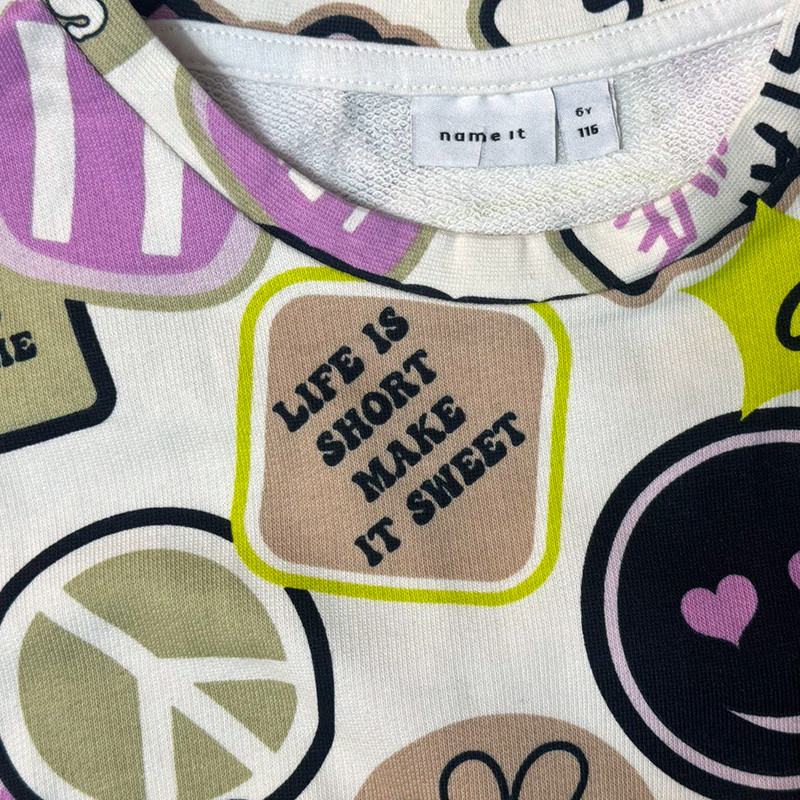 name it
6Y
116
LIFE IS
SHORT
MAKE
IT SWEET